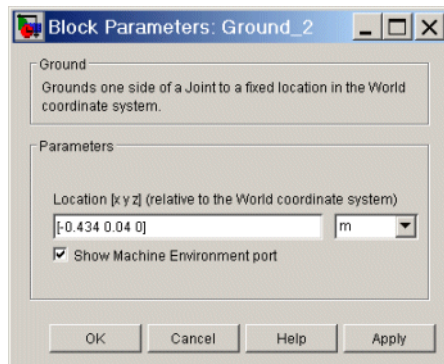 Block Parameters: Ground_2
Ground
Grounds one side of a Joint to a fixed location in the World
coordinate system.
Parameters
Location [x y z] (relative to the World coordinate system)
[-0.434 0.04 0]
m
Show Machine Environment port
OK
Cancel
Help
Apply